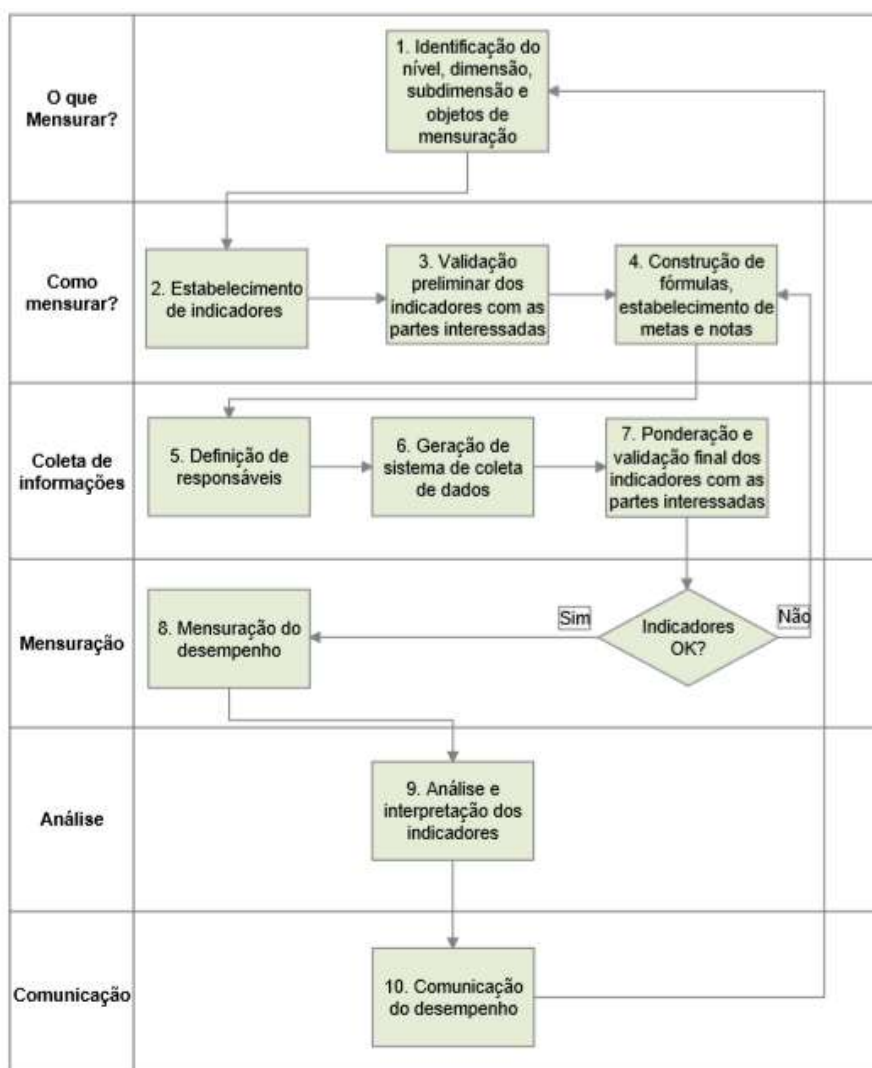 O que
Mensurar?
1. Identificação do
nível, dimensão,
subdimensão e
objetos de
mensuração
Como
mensurar?
2. Estabelecimento
de indicadores
3. Validação
preliminar dos
indicadores com as
partes interessadas
4. Construção de
fórmulas,
estabelecimento de
metas e notas
Coleta de
informações
5. Definição de
responsáveis
6. Geração de
sistema de coleta
de dados
7. Ponderação e
validação final dos
indicadores com as
partes interessadas
Mensuração
8. Mensuração do
desempenho
Sim
Indicadores
OK?
Não
Análise
9. Análise e
interpretação dos
indicadores
Comunicação
10. Comunicação
do desempenho